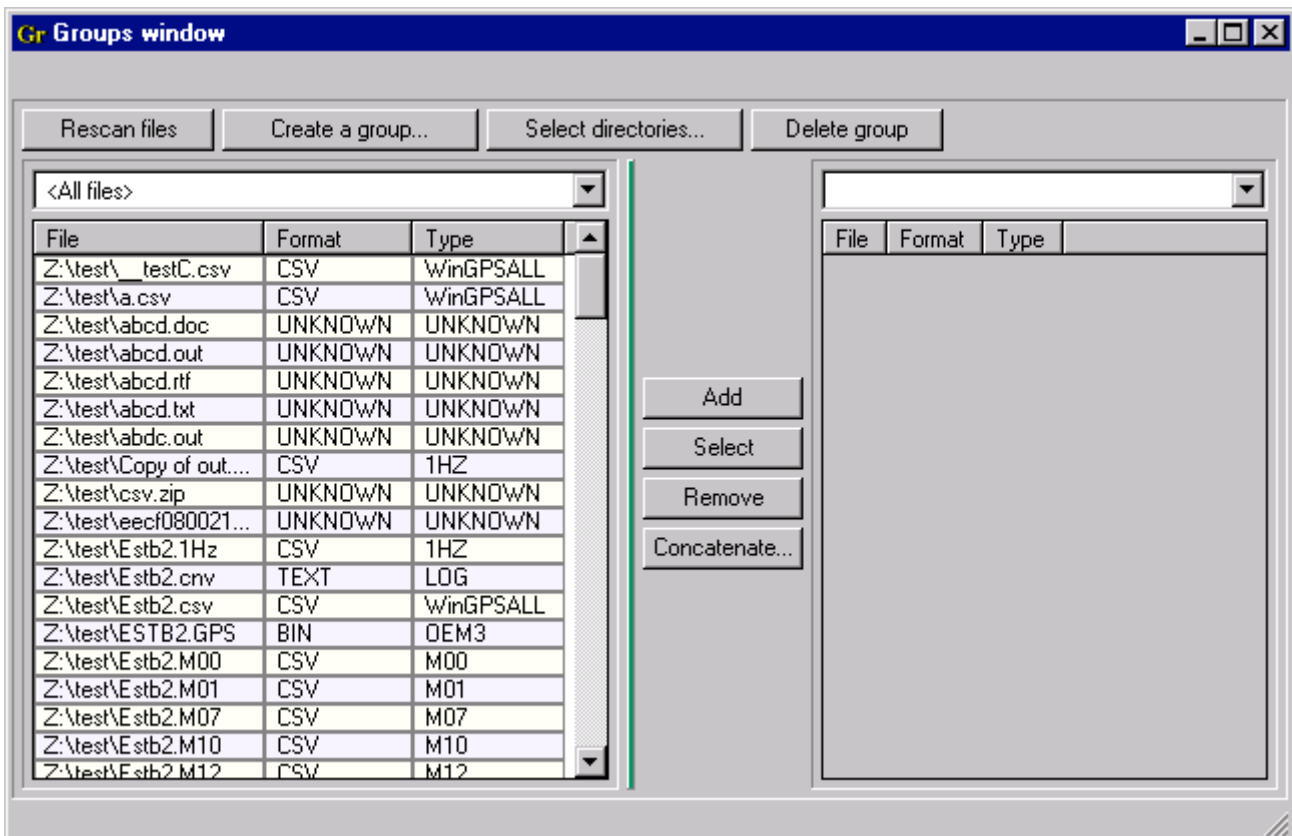 Gr Groups window
Rescan files Create a group... Select directories... Delete group
<All files>
File Format Type
Z:\test\__testC.csv CSV WinGPSALL
Z:\test\a.csv CSV WinGPSALL
Z:\test\abcd.doc UNKNOWN UNKNOWN
Z:\test\abcd.out UNKNOWN UNKNOWN
Z:\test\abcd.rtf UNKNOWN UNKNOWN
Z:\test\abcd.txt UNKNOWN UNKNOWN
Z:\test\abdc.out UNKNOWN UNKNOWN
Z:\test\Copy of out.... CSV 1HZ
Z:\test\csv.zip UNKNOWN UNKNOWN
Z:\test\eecf080021... UNKNOWN UNKNOWN
Z:\test\Estb2.1Hz CSV 1HZ
Z:\test\Estb2.cnv TEXT LOG
Z:\test\Estb2.csv CSV WinGPSALL
Z:\test\ESTB2.GPS BIN OEM3
Z:\test\Estb2.M00 CSV M00
Z:\test\Estb2.M01 CSV M01
Z:\test\Estb2.M07 CSV M07
Z:\test\Estb2.M10 CSV M10
Z:\test\Estb2.M12 CSV M12
Add
Select
Remove
Concatenate...
File Format Type